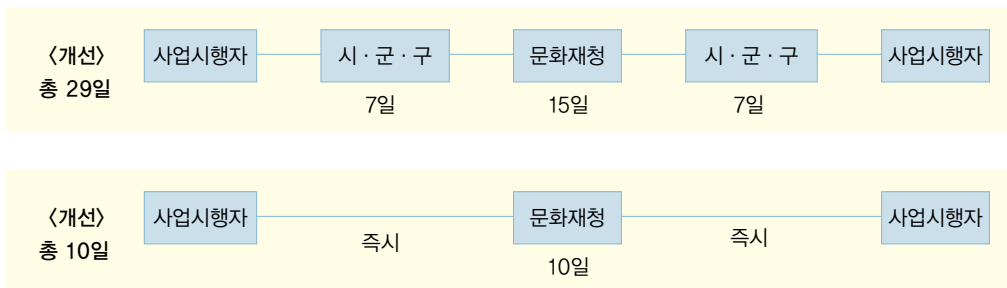 〈개선〉
총 29일
사업시행자 시·군·구 문화재청 시·군·구 사업시행자
7일 15일 7일
〈개선〉
총 10일
사업시행자 문화재청 사업시행자
즉시 즉시
10일